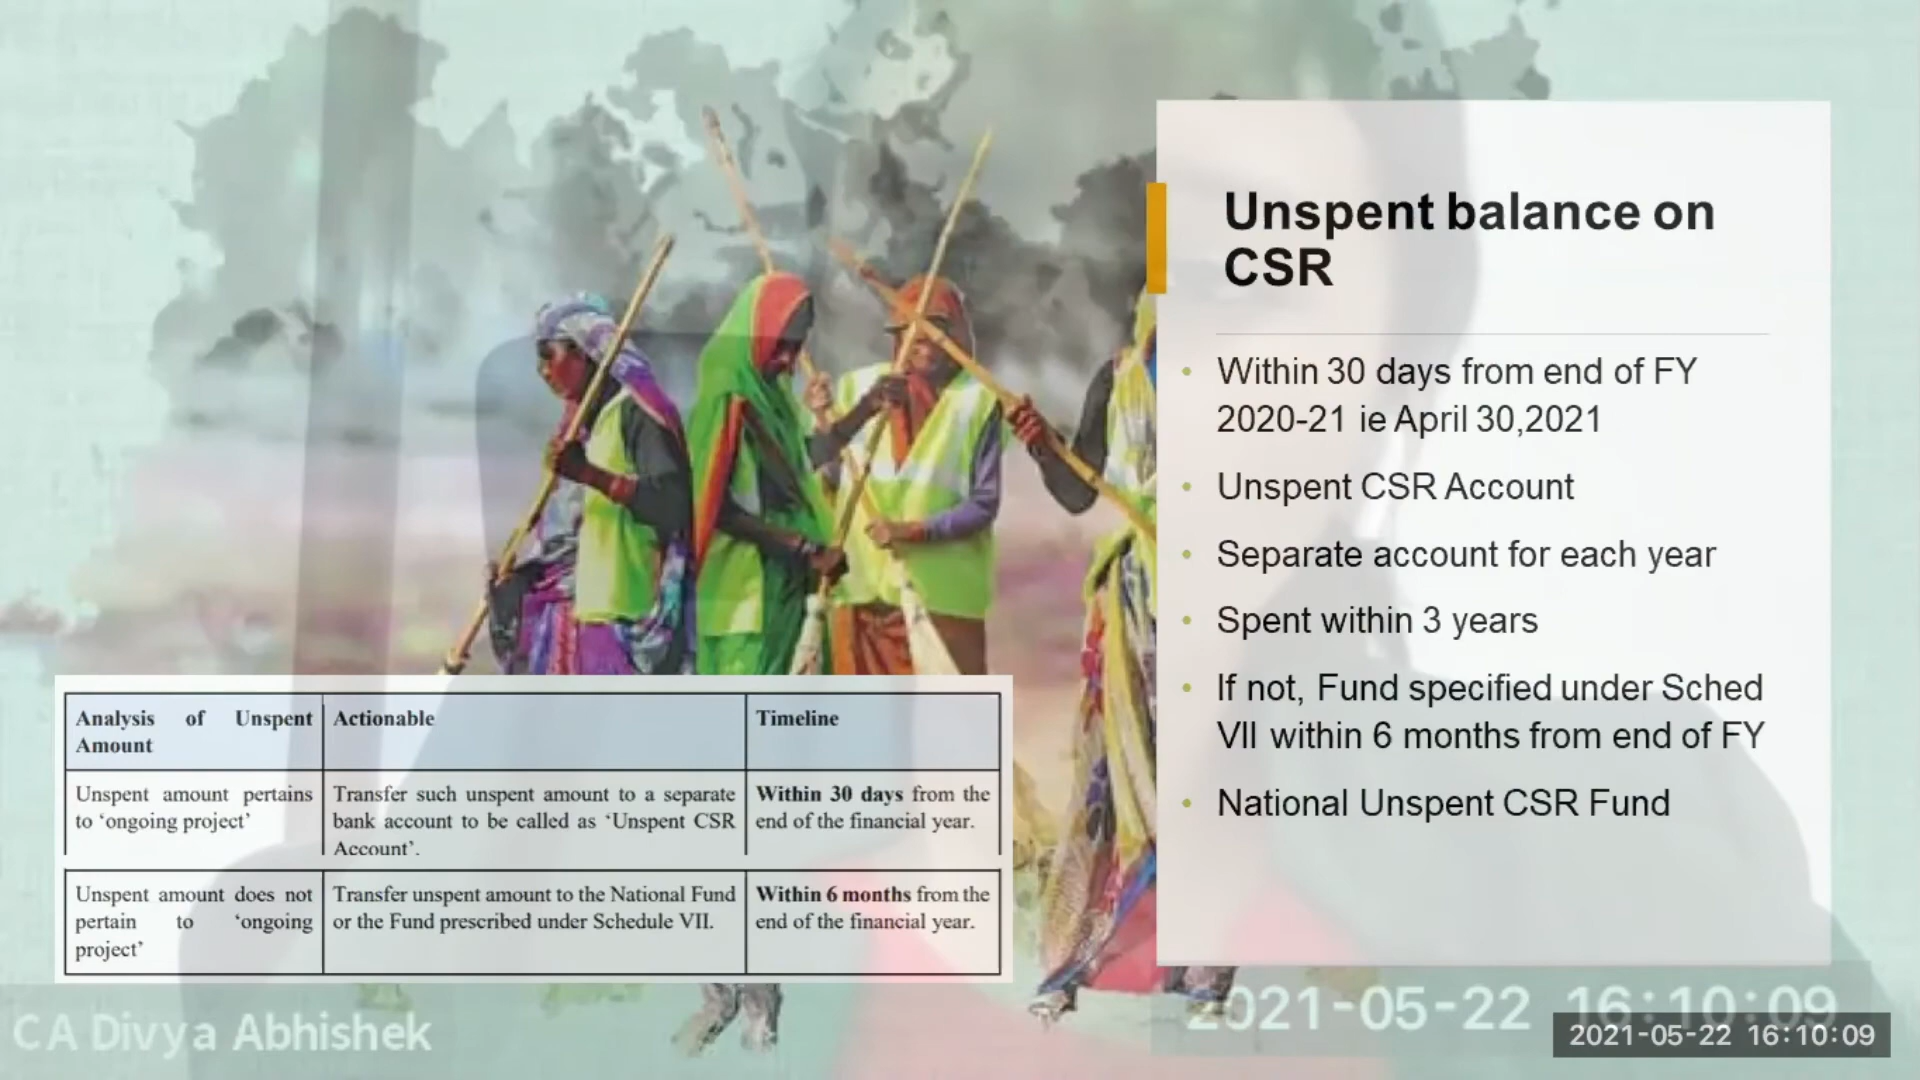 Unspent balance on
CSR
• Within 30 days from end of FY
2020-21 ie April 30,2021
• Unspent CSR Account
• Separate account for each year
• Spent within 3 years
• If not, Fund specified under Sched
VII within 6 months from end of FY
• National Unspent CSR Fund
Analysis of Unspent
Amount
Actionable
Timeline
Unspent amount pertains
to ‘ongoing project’
Transfer such unspent amount to a separate
bank account to be called as ‘Unspent CSR
Account’.
Within 30 days from the
end of the financial year.
Unspent amount does not
pertain to ‘ongoing
project’
Transfer unspent amount to the National Fund
or the Fund prescribed under Schedule VII.
Within 6 months from the
end of the financial year.
CA Divya Abhishek
2021-05-22 16:10:09
2021-05-22 16:10:09